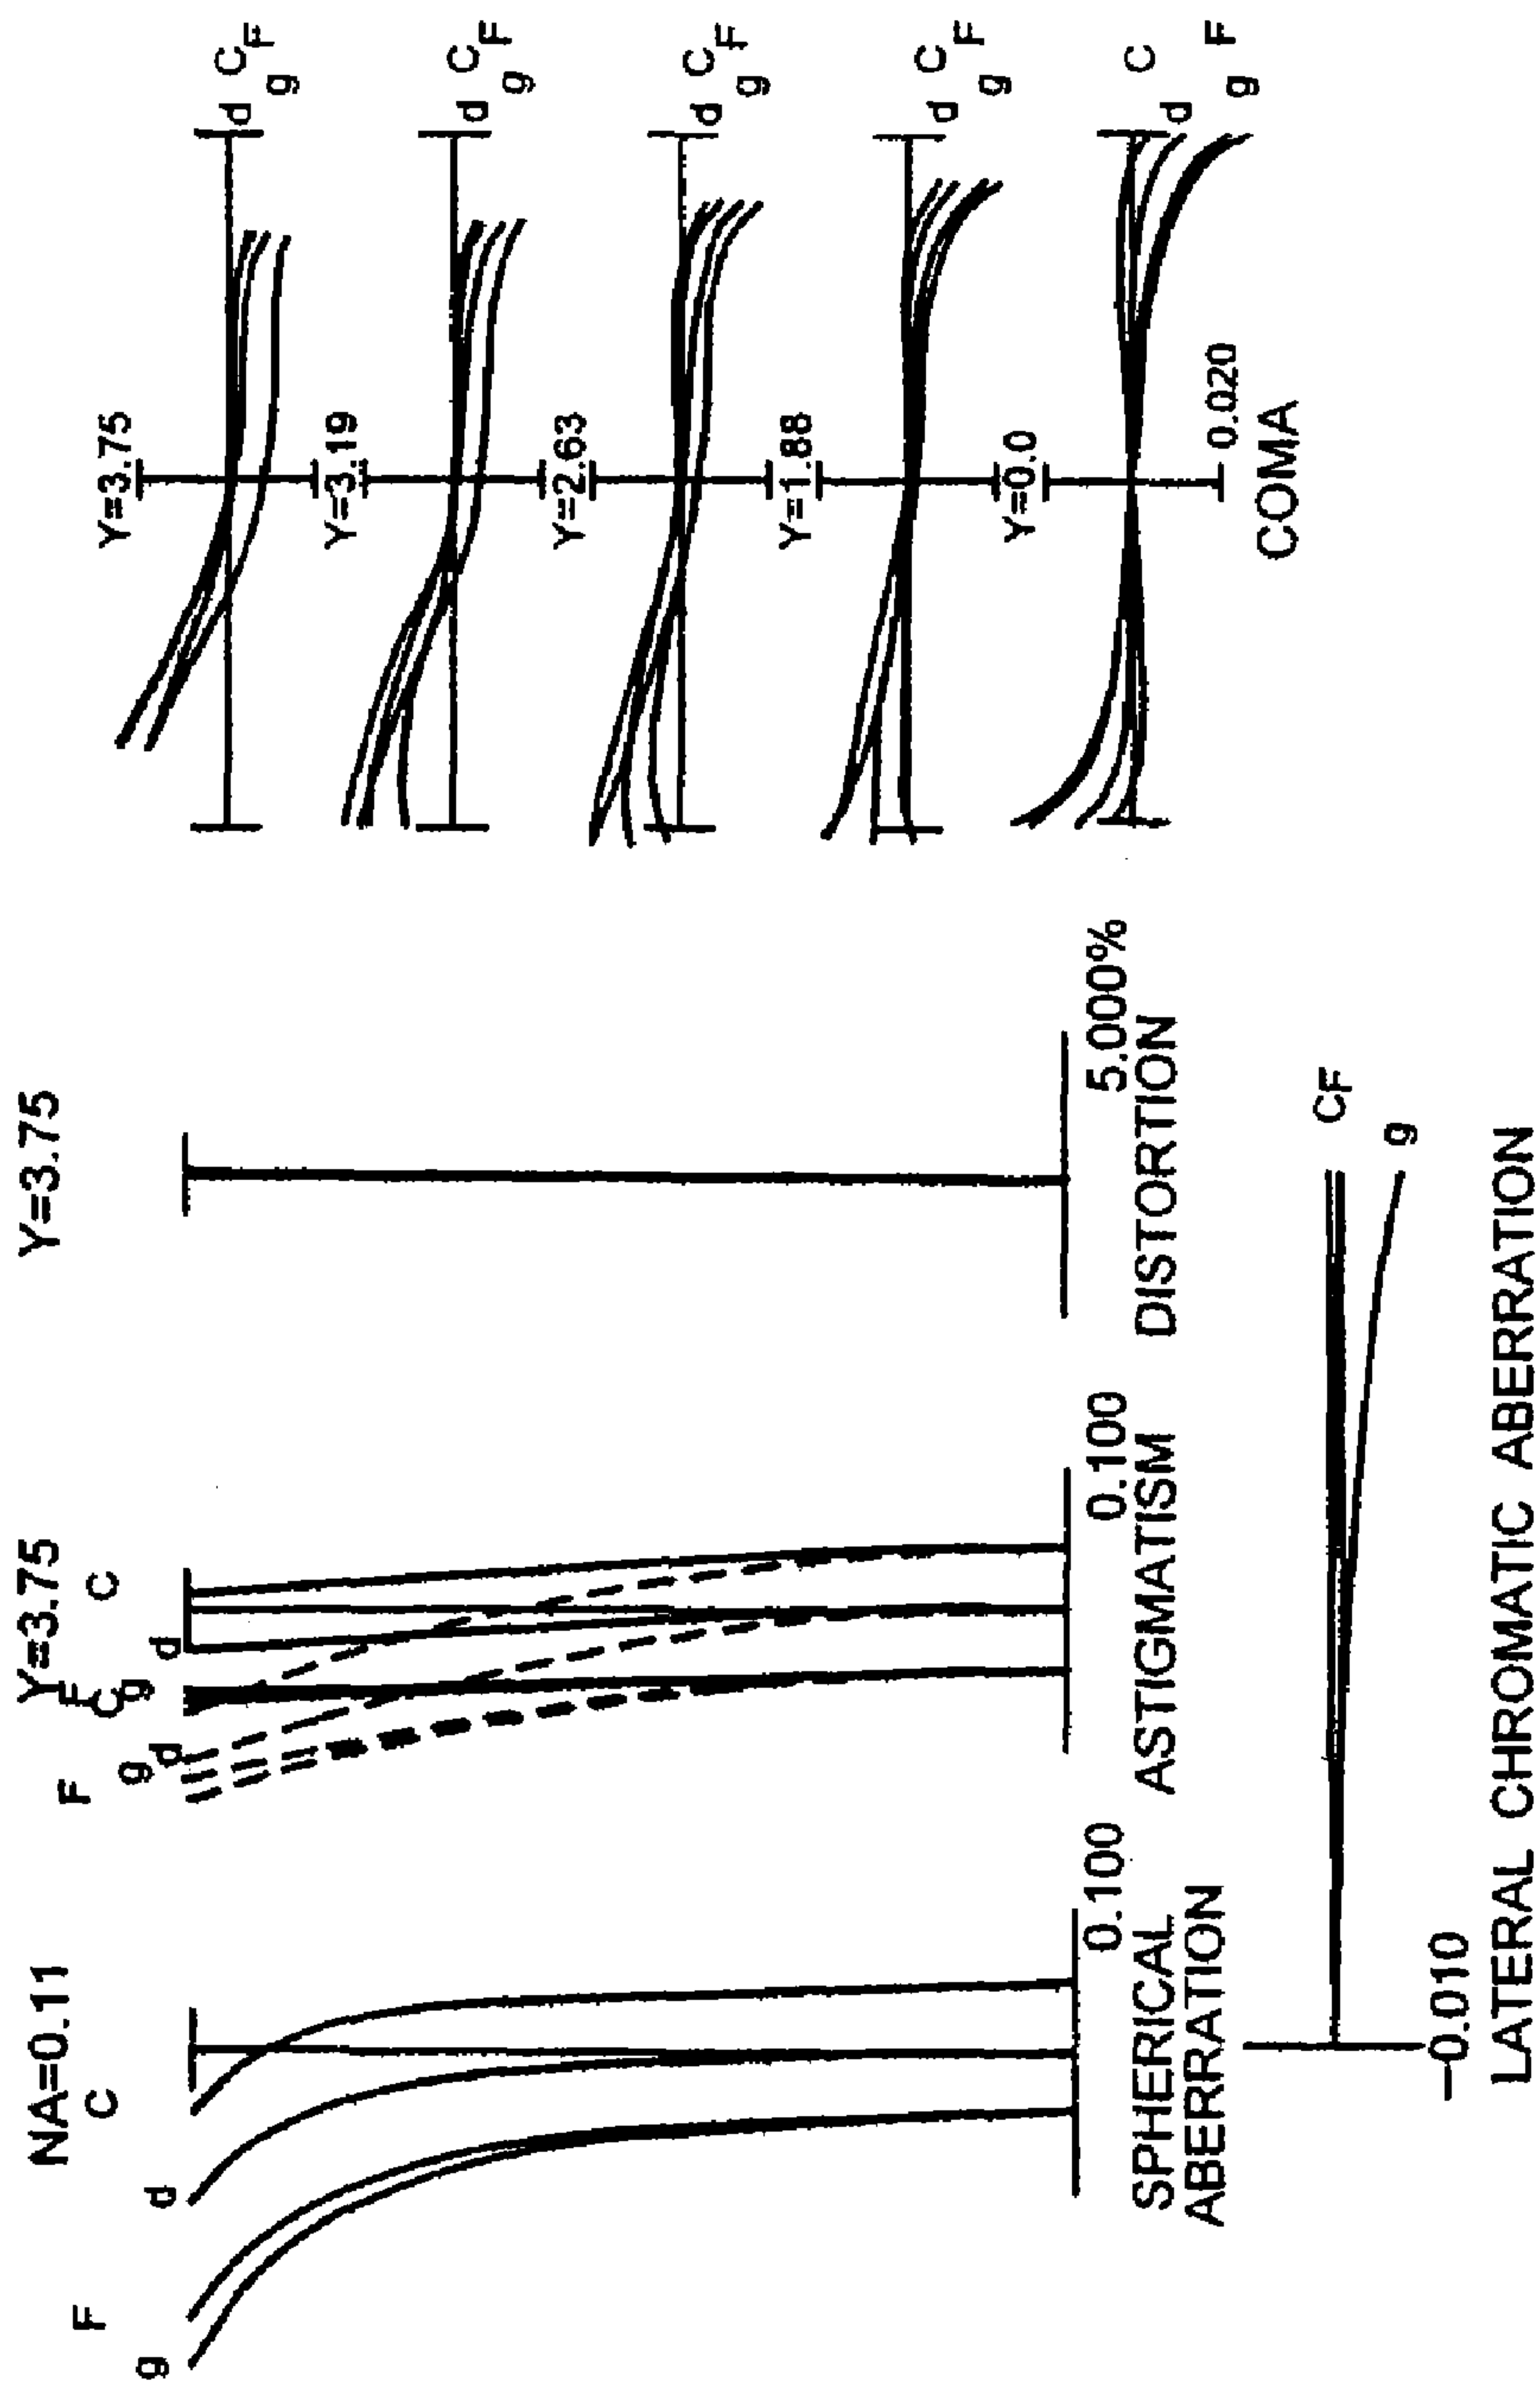 NA=0.11
C
d
F
g
0.100
SPHERICAL
ABERRATION
Y=3.75
C
d
F
C
g
d
g
F
0.100
ASTIGMATISM
Y=3.75
5.000%
DISTORTION
Y=3.75
d
C
g
F
Y=3.19
d
C
g
F
Y=2.63
d
C
g
F
Y=1.88
d
C
g
F
Y=0.0
C
d
g
F
0.020
COMA
CF
g
-0.010
LATERAL CHROMATIC ABERRATION